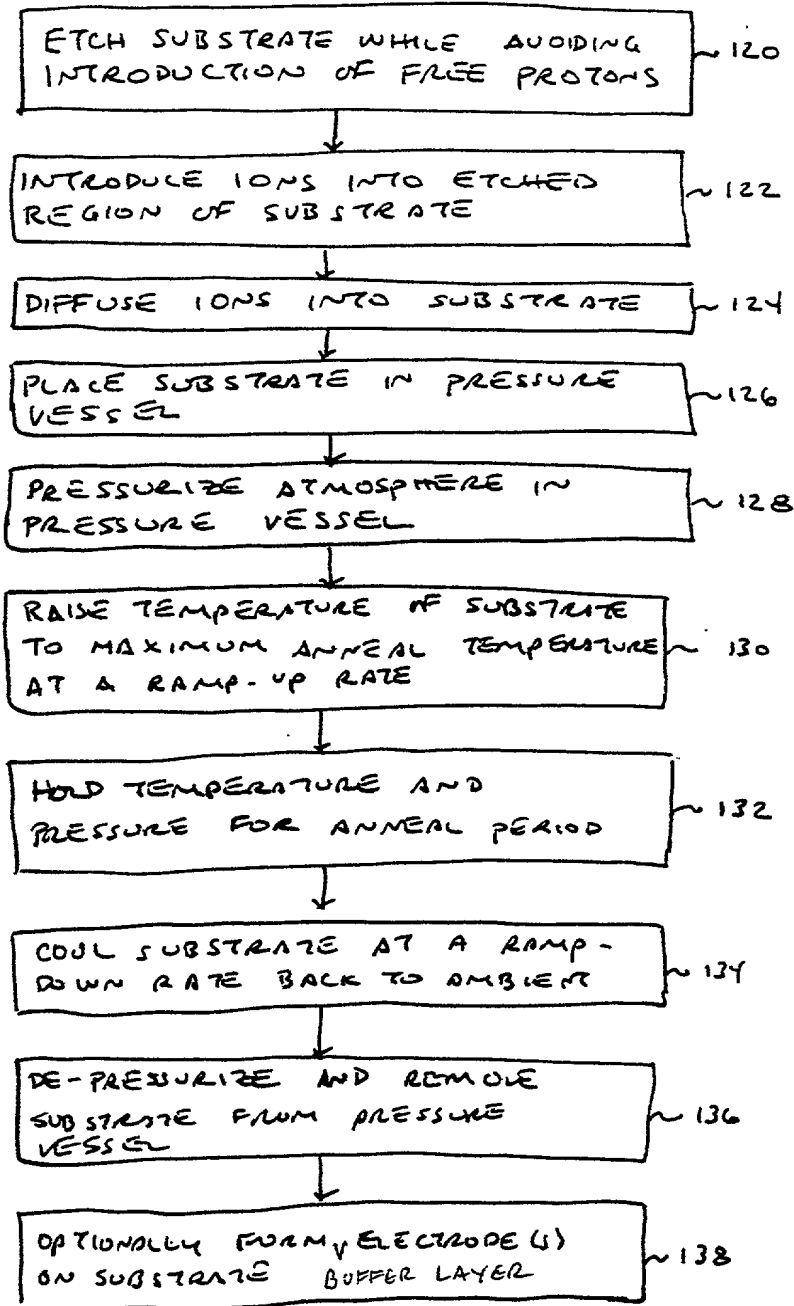 ETCH SUBSTRATE WHILE AVOIDING
INTRODUCTION OF FREE PROTONS
120
INTRODUCE IONS INTO ETCHED
REGION OF SUBSTRATE
122
DIFFUSE IONS INTO SUBSTRATE
124
PLACE SUBSTRATE IN PRESSURE
VESSEL
126
PRESSURIZE ATMOSPHERE IN
PRESSURE VESSEL
128
RAISE TEMPERATURE OF SUBSTRATE
TO MAXIMUM ANNEAL TEMPERATURE
AT A RAMP-UP RATE
130
HOLD TEMPERATURE AND
PRESSURE FOR ANNEAL PERIOD
132
COOL SUBSTRATE AT A RAMP-
DOWN RATE BACK TO AMBIENT
134
DE-PRESSURIZE AND REMOVE
SUBSTRATE FROM PRESSURE
VESSEL
136
OPTIONALLY FORM ELECTRODE(S)
ON SUBSTRATE BUFFER LAYER
138